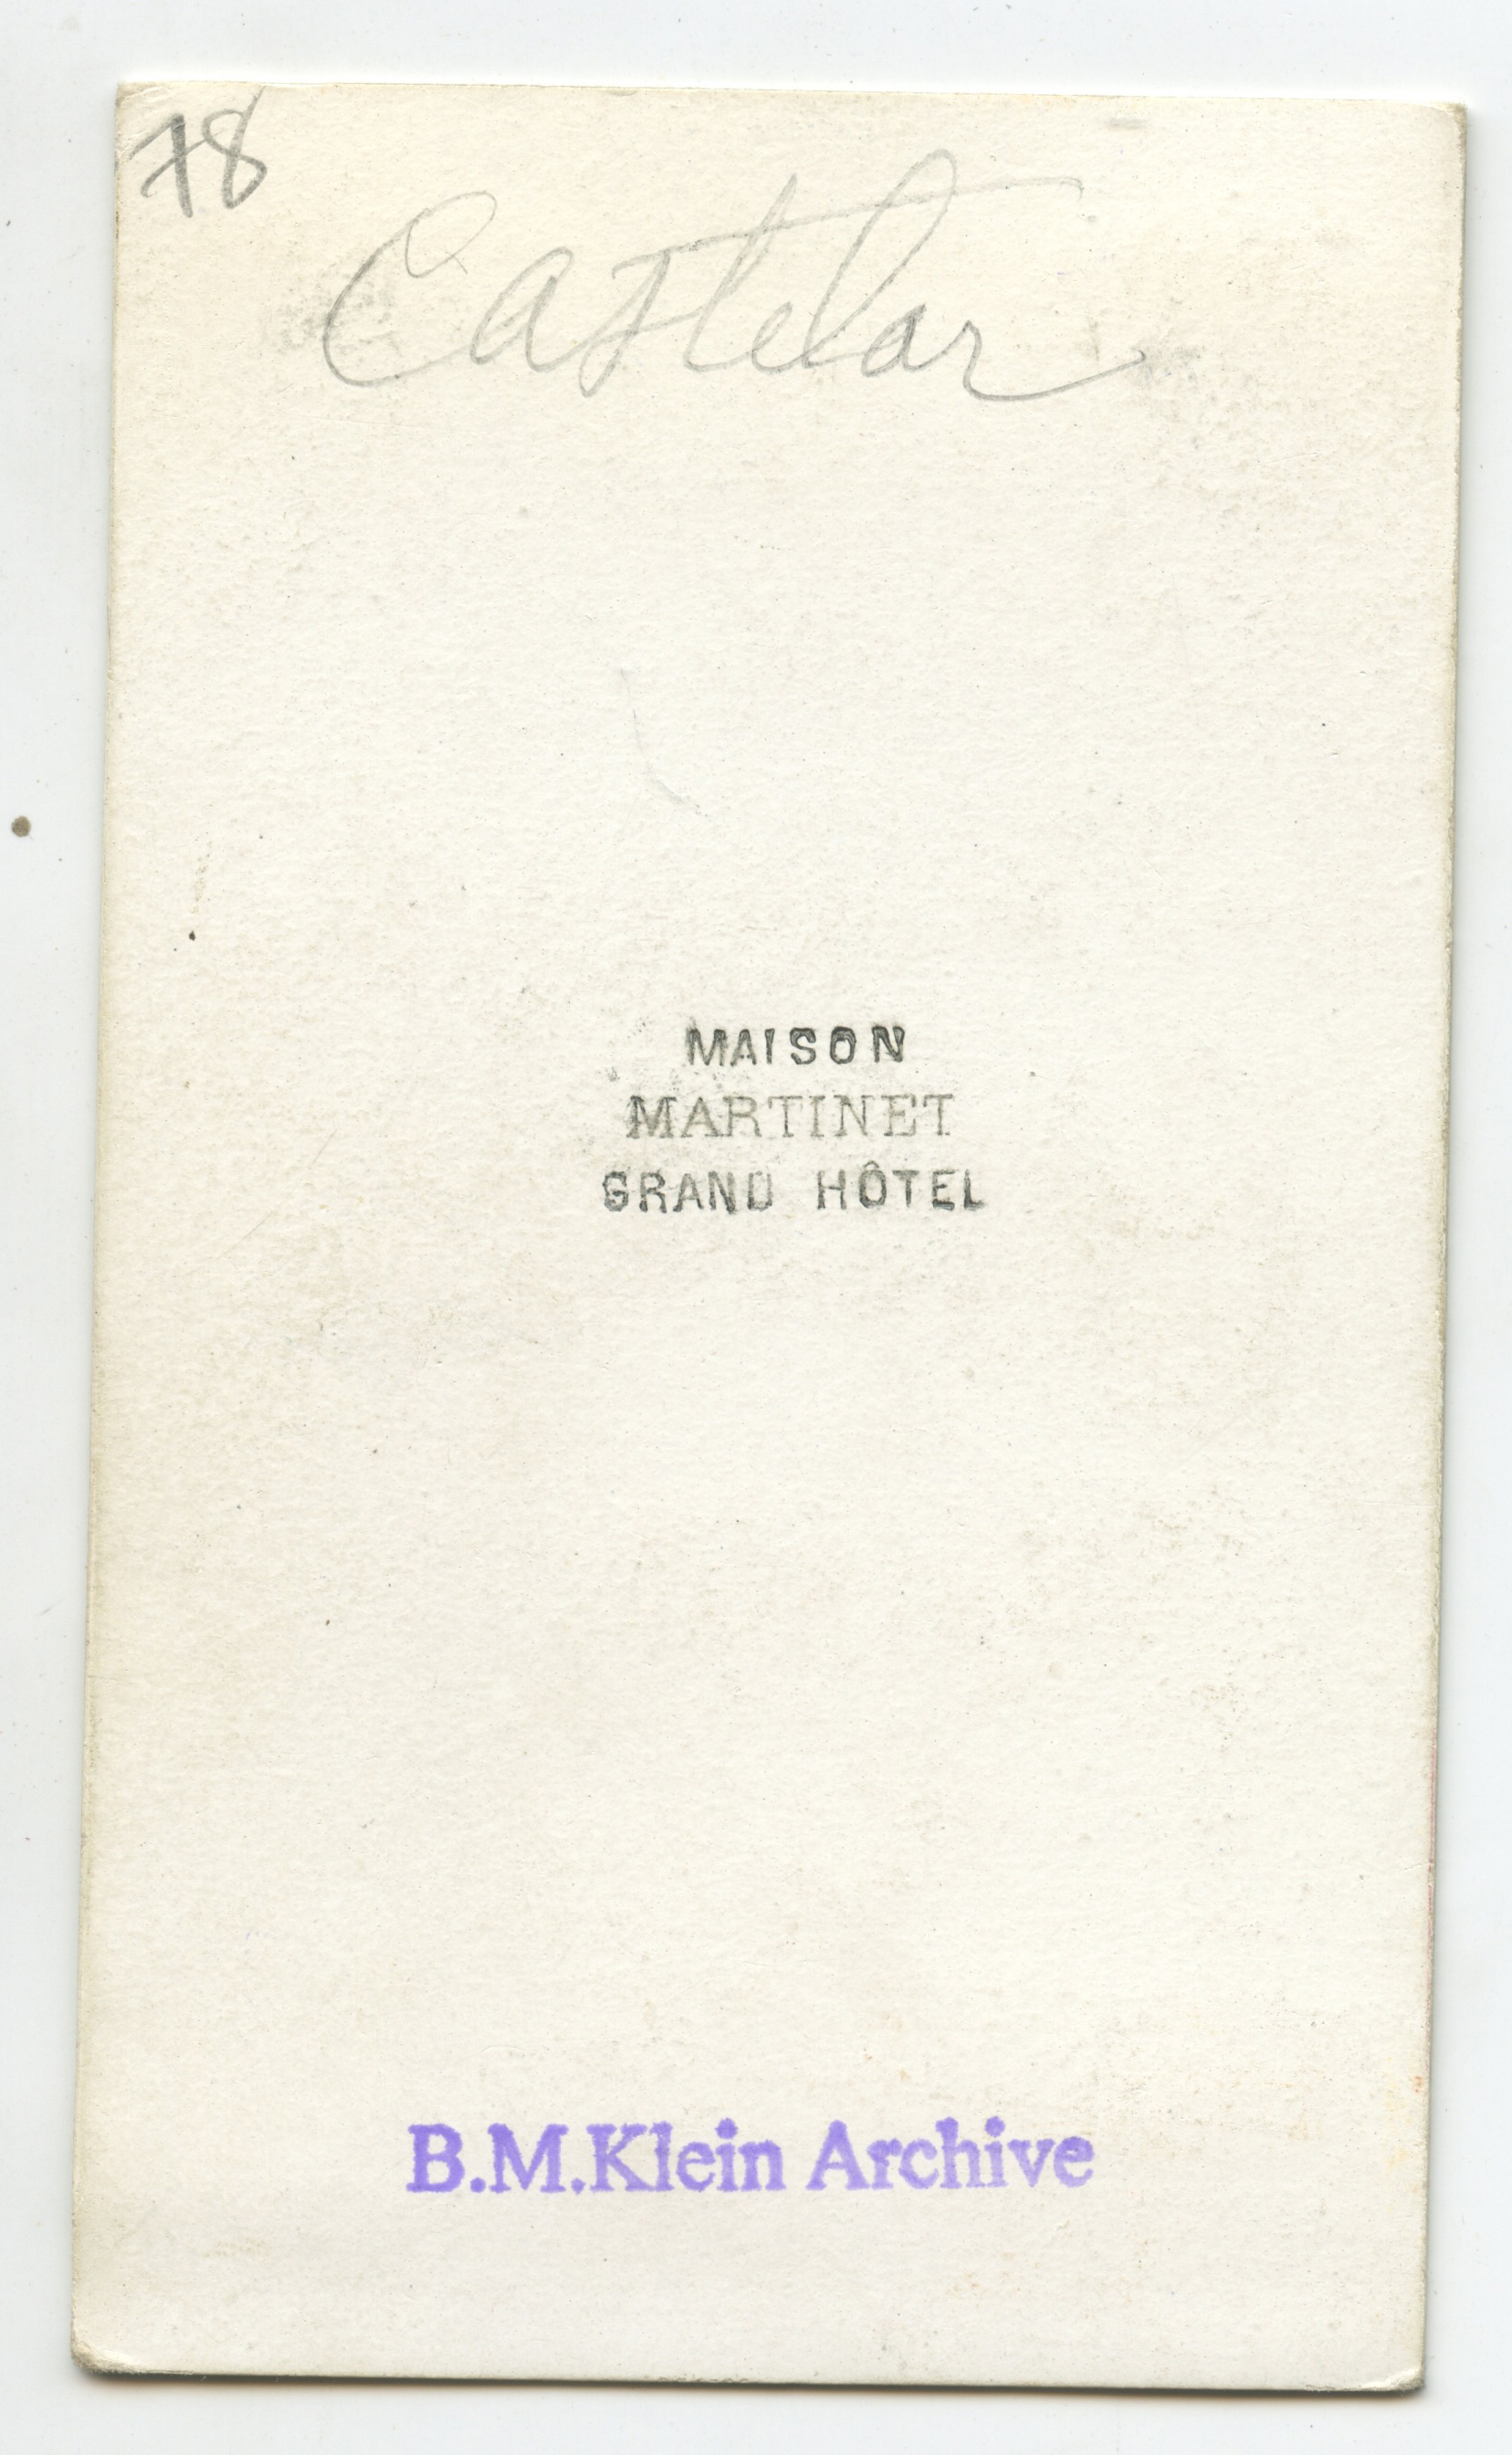 78
Castelar
MAISON
MARTINET
GRAND HÔTEL
B.M.Klein Archive